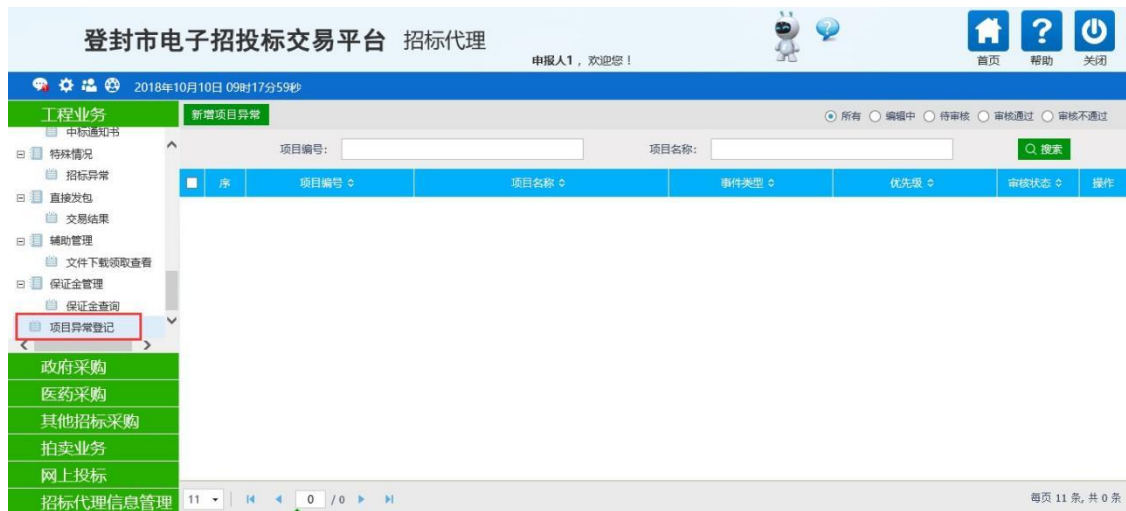 登封市电子招投标交易平台 招标代理
申报人1，欢迎您！
首页 帮助 关闭
2018年10月10日 09时17分59秒
工程业务
新增项目异常
所有 编辑中 待审核 审核通过 审核不通过
中标通知书
特殊情况
项目编号： 项目名称： 搜索
招标异常
序 项目编号 项目名称 事件类型 优先级 审核状态 操作
直接发包
交易结果
辅助管理
文件下载领取查看
保证金管理
保证金查询
项目异常登记
政府采购
医药采购
其他招标采购
拍卖业务
网上投标
招标代理信息管理
11 0 / 0 每页 11 条, 共 0 条